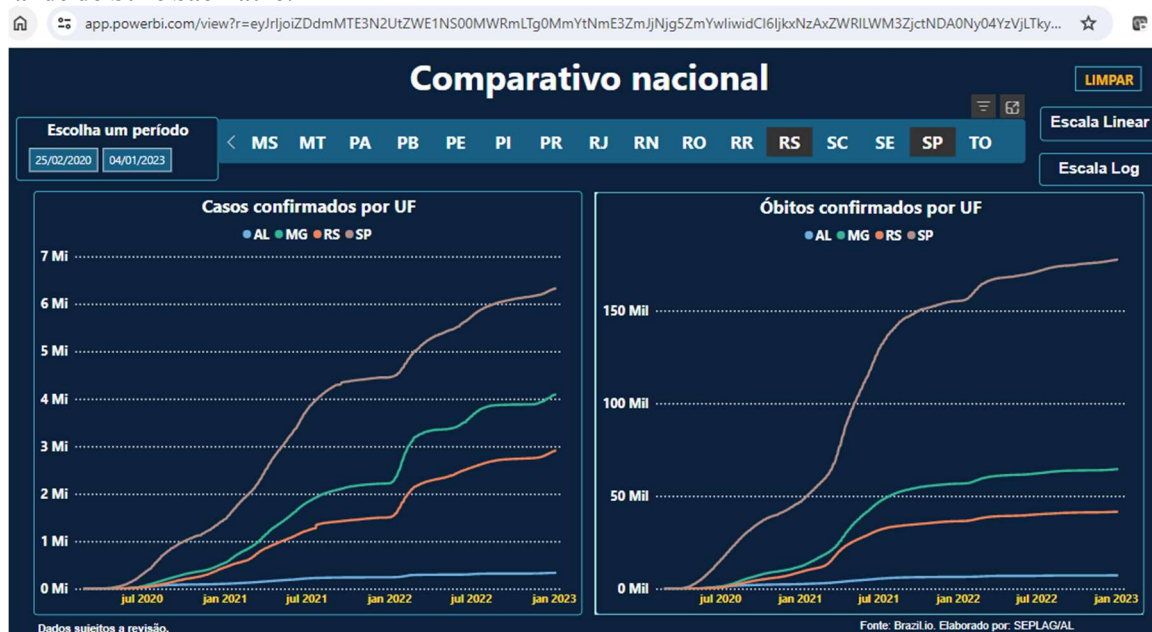 app.powerbi.com/view?r=eyJrIjoiZDdmMTE3N2UtZWE1NS00MWRmLTg0MmYtNmE3ZmJjNjg5ZmYwIiwidCI6IjkxNzAxZWRlLWM3ZjctNDA0Ny04YzVjLTky...
Comparativo nacional
LIMPAR
Escolha um período
25/02/2020 04/01/2023
MS MT PA PB PE PI PR RJ RN RO RR RS SC SE SP TO
Escala Linear
Escala Log
Casos confirmados por UF
AL MG RS SP
7 Mi
6 Mi
5 Mi
4 Mi
3 Mi
2 Mi
1 Mi
0 Mi
jul 2020 jan 2021 jul 2021 jan 2022 jul 2022 jan 2023
Óbitos confirmados por UF
AL MG RS SP
150 Mil
100 Mil
50 Mil
0 Mil
jul 2020 jan 2021 jul 2021 jan 2022 jul 2022 jan 2023
Dados sujeitos a revisão.
Fonte: Brazil.io. Elaborado por: SEPLAG/AL